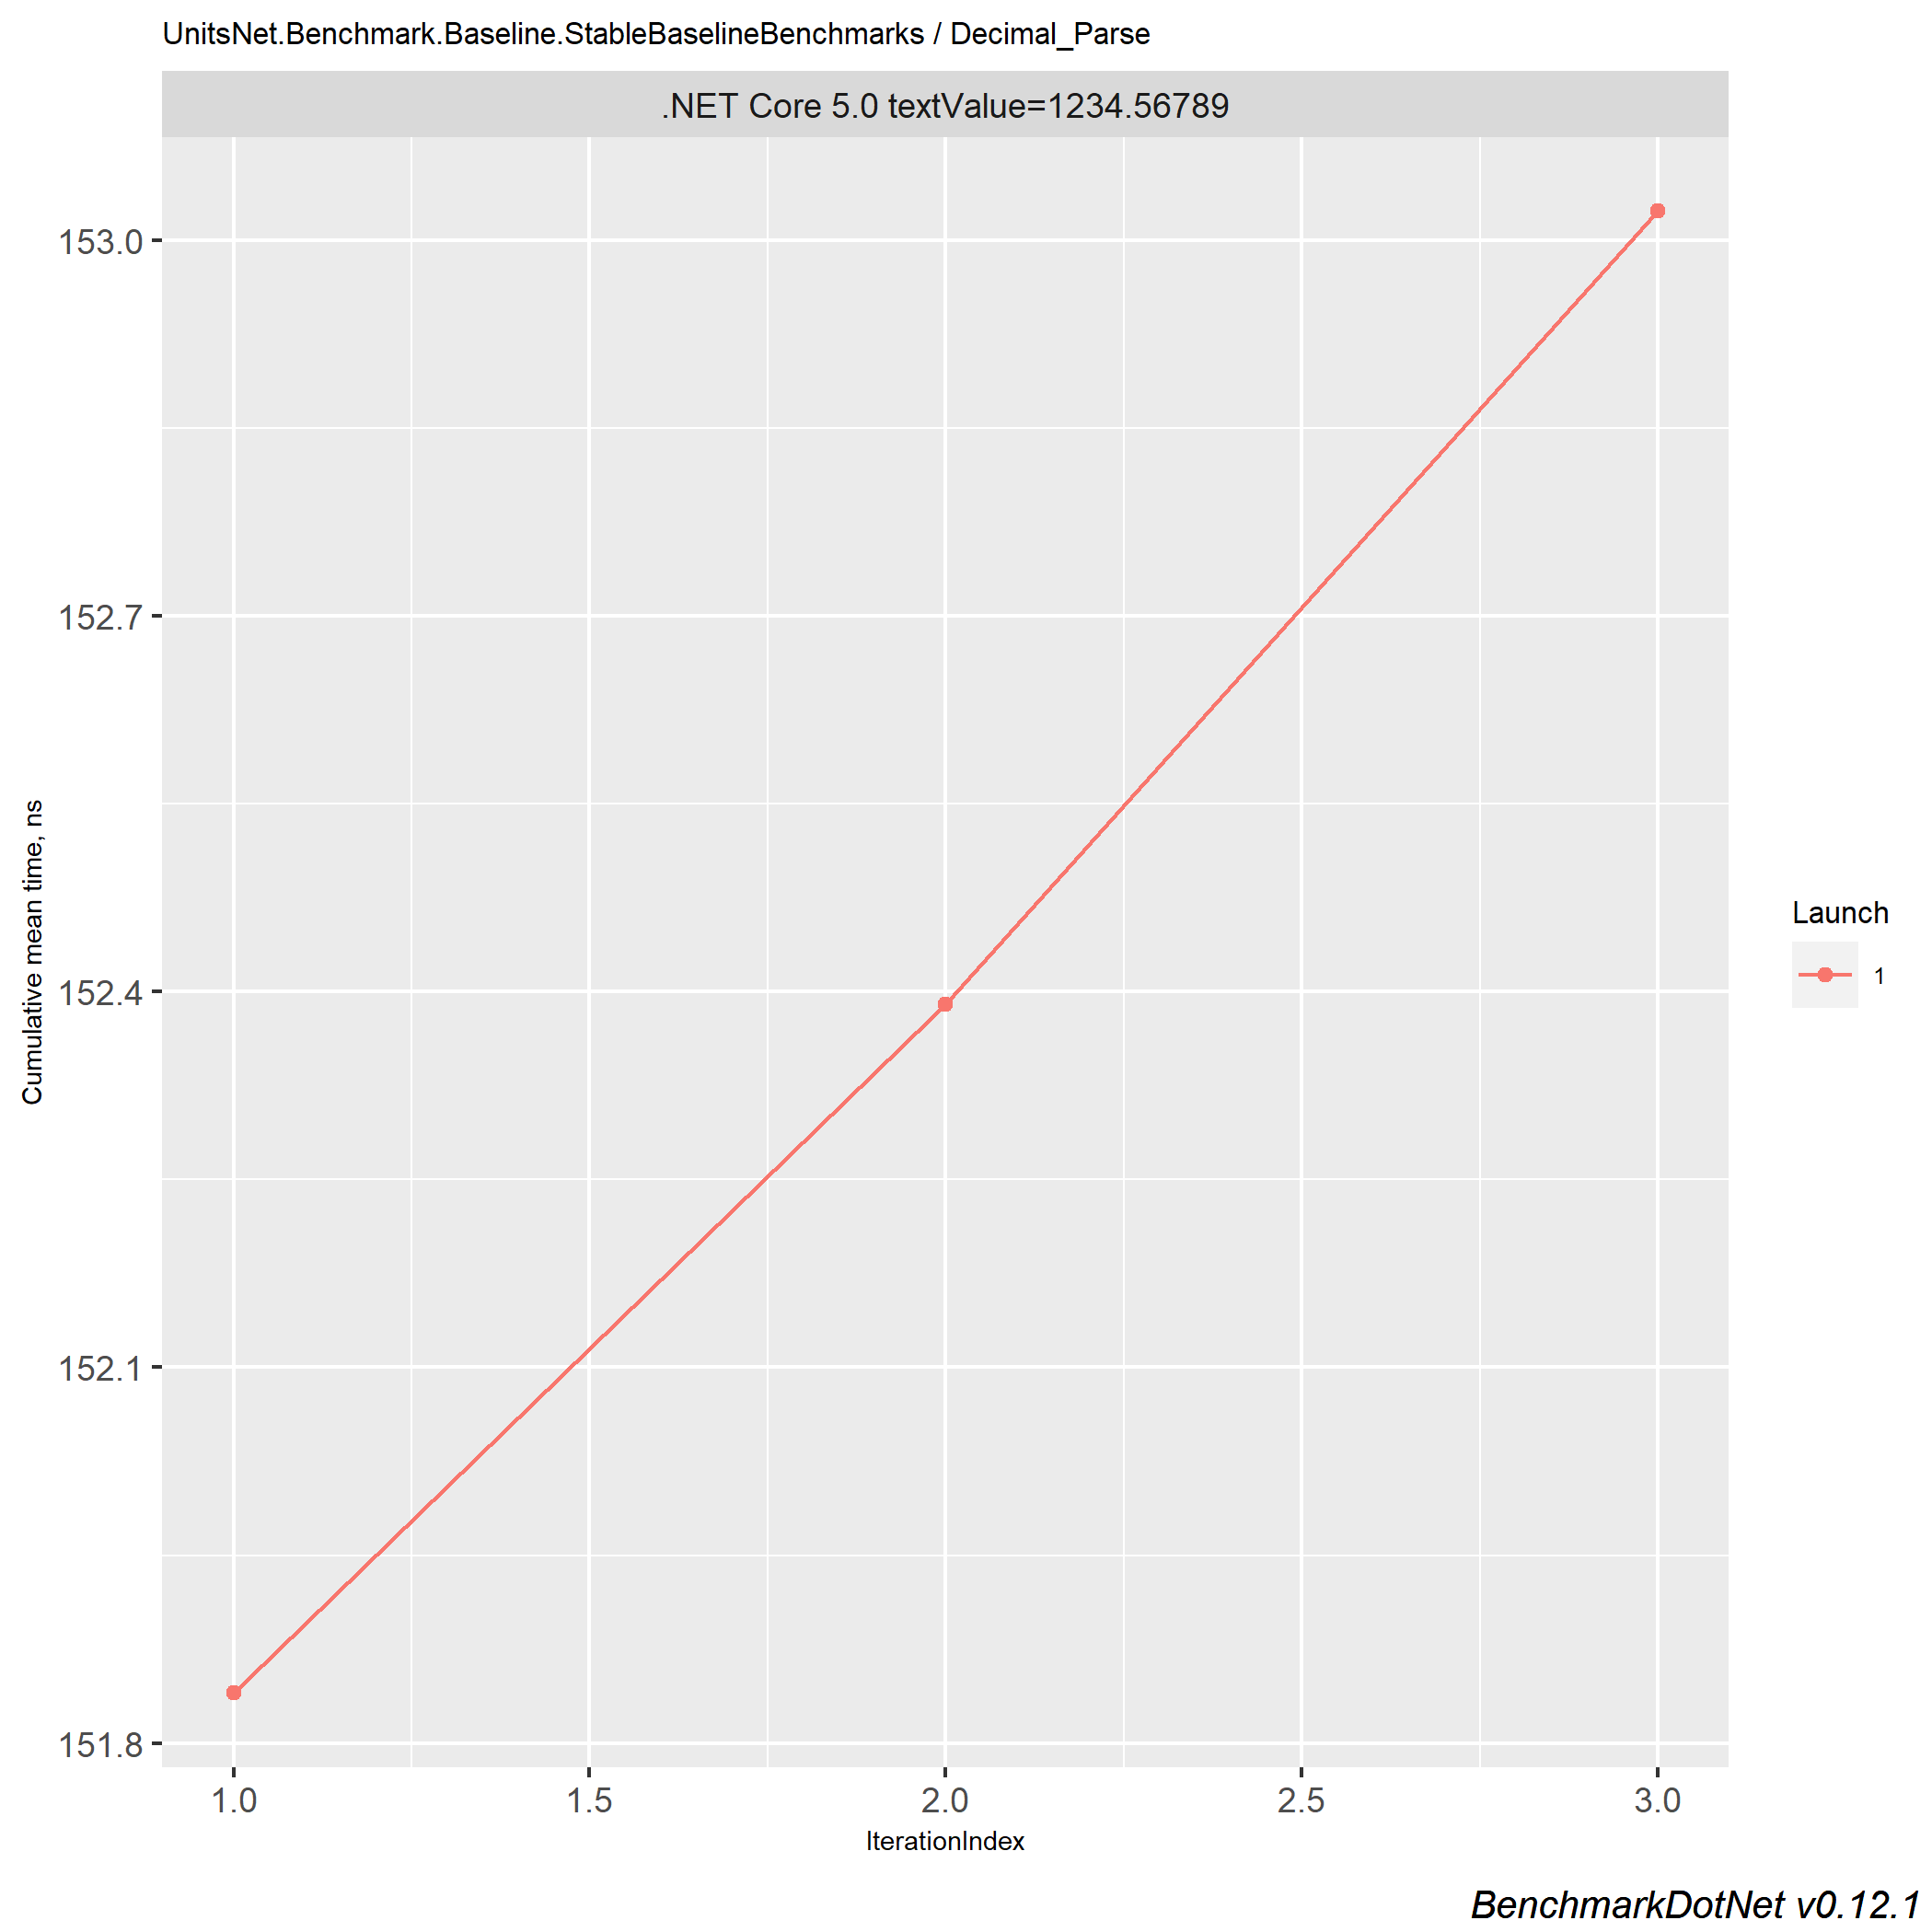 UnitsNet.Benchmark.Baseline.StableBaselineBenchmarks / Decimal_Parse
.NET Core 5.0 textValue=1234.56789
153.0
152.7
152.4
152.1
151.8
Cumulative mean time, ns
1.0 1.5 2.0 2.5 3.0
IterationIndex
Launch
1
BenchmarkDotNet v0.12.1